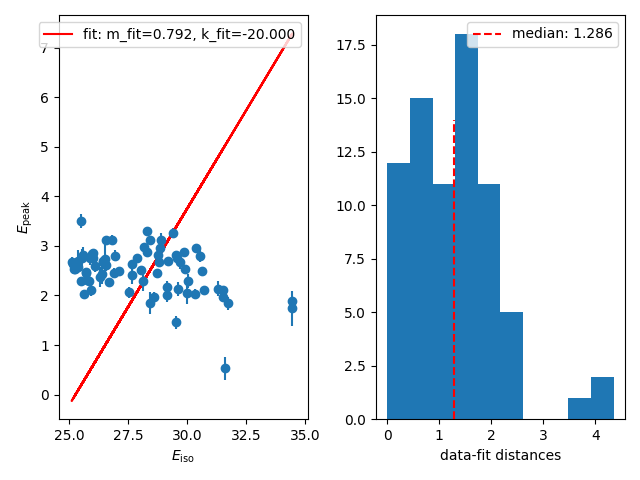 fit: m_fit=0.792, k_fit=-20.000
7
6
5
4
3
2
1
0
E_peak
25.0 27.5 30.0 32.5 35.0
E_iso
median: 1.286
17.5
15.0
12.5
10.0
7.5
5.0
2.5
0.0
0 1 2 3 4
data-fit distances